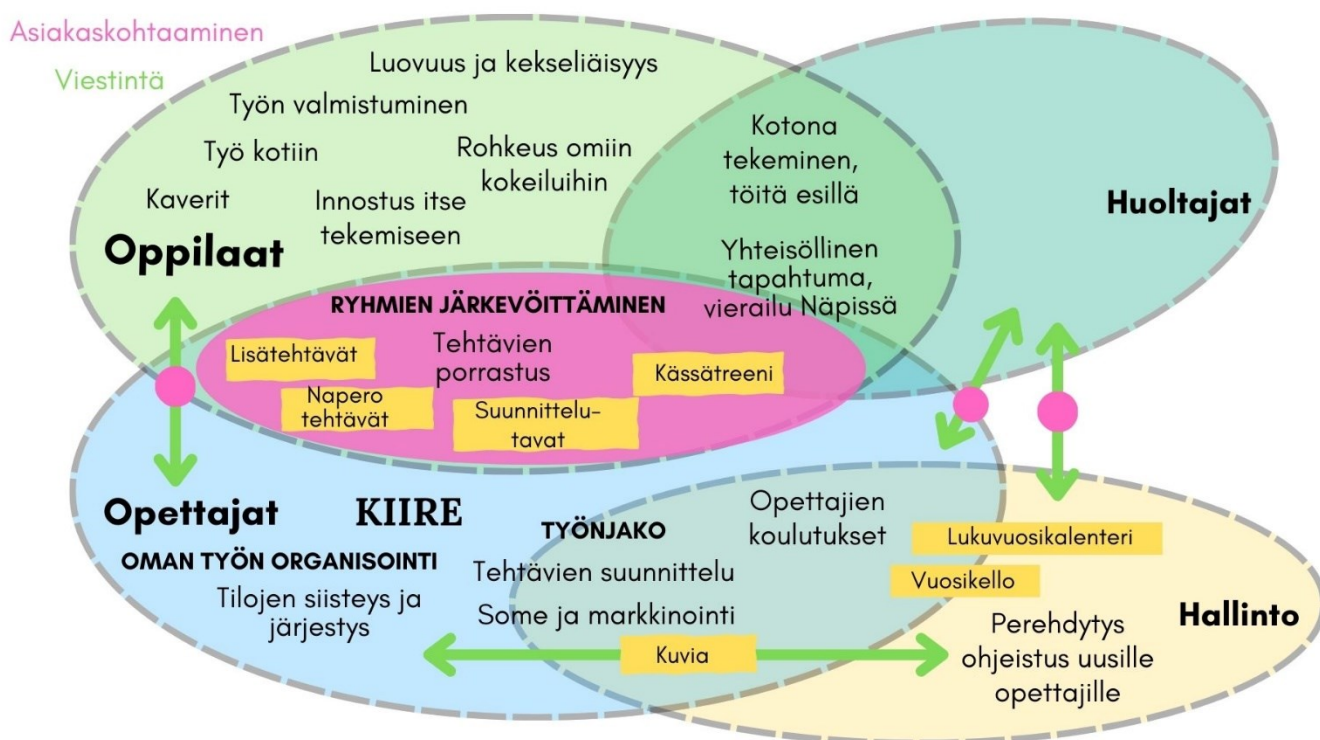 Asiakaskohtaaminen
Viestintä
Luovuus ja kekseliäisyys
Työn valmistuminen
Työ kotiin
Rohkeus omiin
kokeiluihin
Kaverit
Innostus itse
tekemiseen
Oppilaat
Kotona
tekeminen,
töitä esillä
Yhteisöllinen
tapahtuma,
vierailu Näpissä
Huoltajat
RYHMIEN JÄRKEVÖITTÄMINEN
Lisätehtävät
Tehtävien
porrastus
Kässätreeni
Napero
tehtävät
Suunnittelu-
tavat
Opettajat
KIIRE
OMAN TYÖN ORGANISOINTI
Tilojen siisteys ja
järjestys
TYÖNJAKO
Tehtävien suunnittelu
Some ja markkinointi
Opettajien
koulutukset
Kuvia
Lukuvuosikalenteri
Vuosikello
Hallinto
Perehdytys
ohjeistus uusille
opettajille